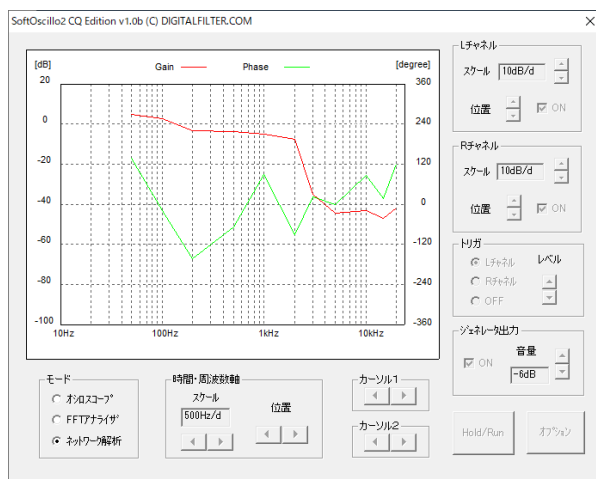 SoftOscillo2 CQ Edition v1.0b (C) DIGITALFILTER.COM
[dB] Gain Phase [degree]
20 360
0 240
-20 120
-40 0
-60 -120
-80 -240
-100 -360
10Hz 100Hz 1kHz 10kHz
Lチャネル
スケール 10dB/d
位置 ON
Rチャネル
スケール 10dB/d
位置 ON
トリガ
Lチャネル レベル
Rチャネル
OFF
ジェネレータ出力
ON 音量
-6dB
モード
オシロスコープ
FFTアナライザ
ネットワーク解析
時間・周波数軸
スケール 位置
500Hz/d
カーソル1
カーソル2
Hold/Run オプション